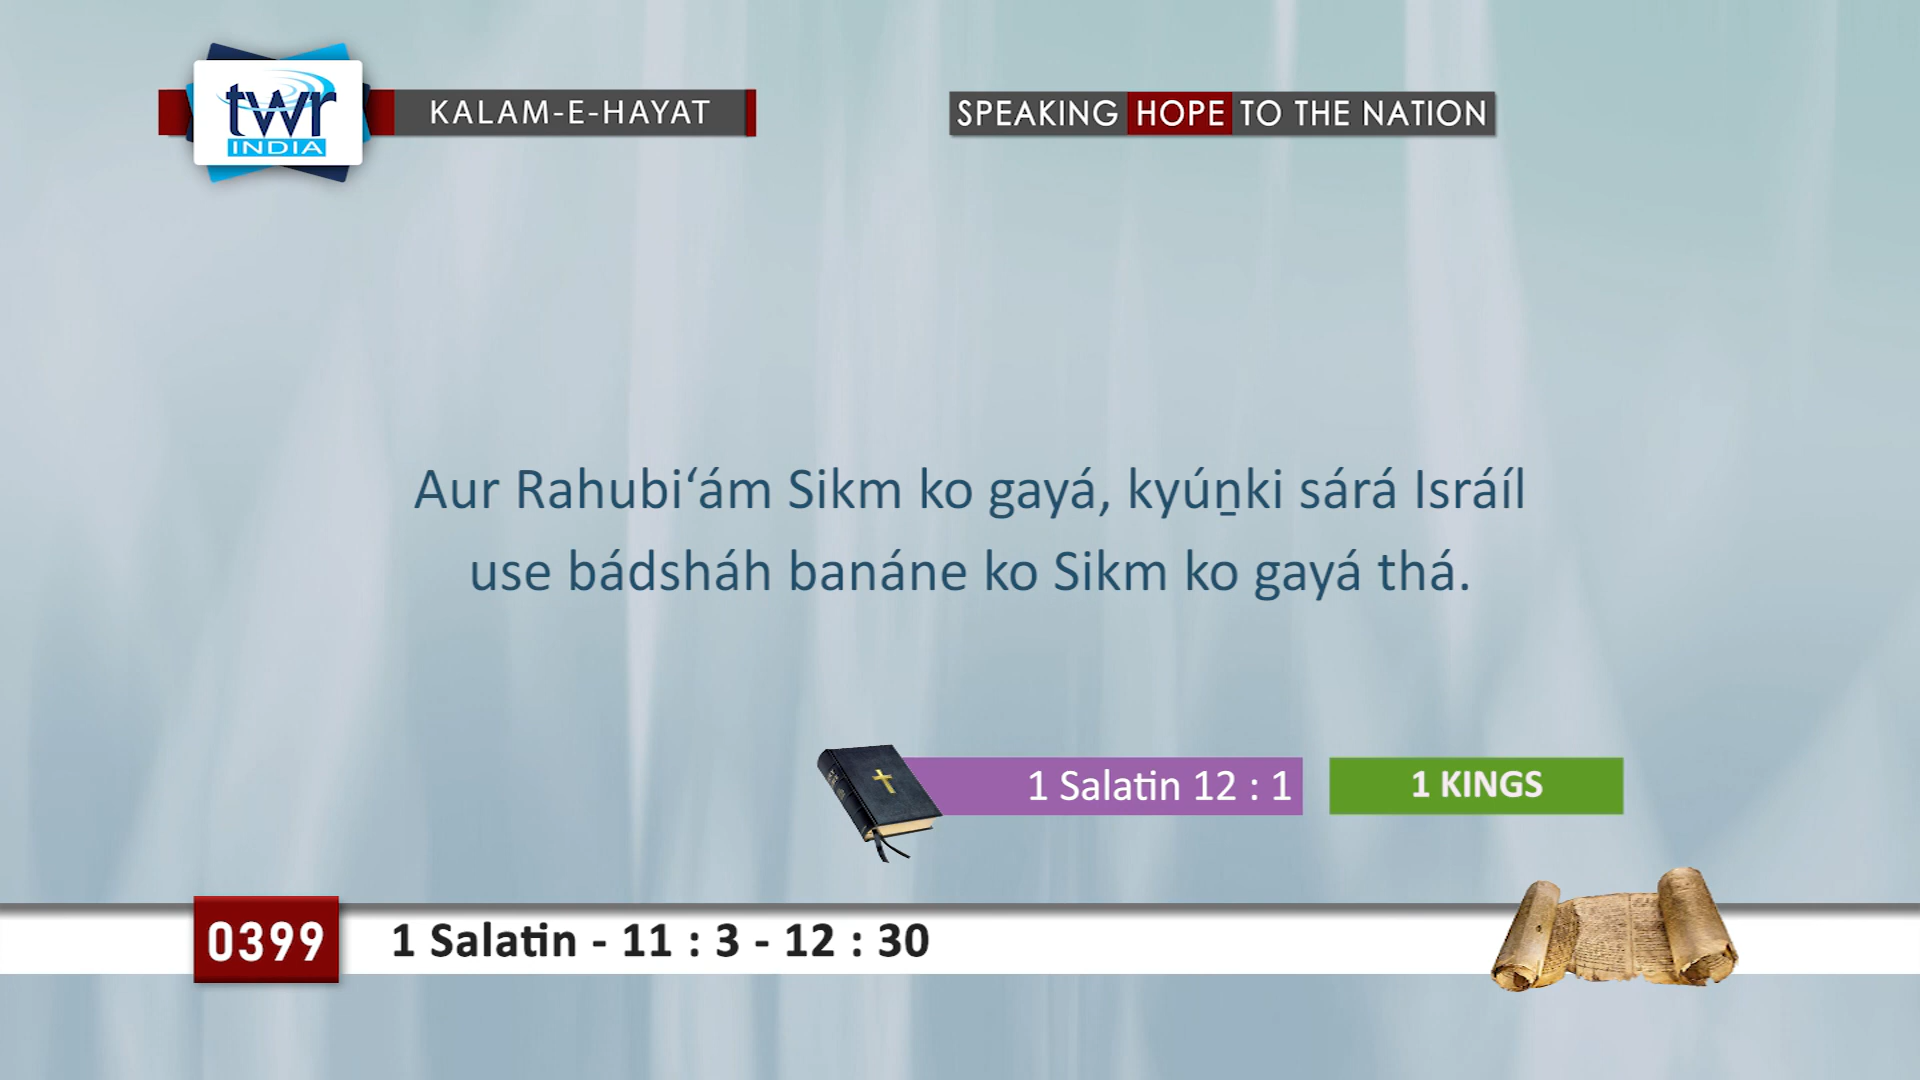 twr
INDIA
KALAM-E-HAYAT
SPEAKING HOPE TO THE NATION
Aur Rahubi‘ám Sikm ko gayá, kyúṉki sárá Isráíl
use bádsháh banáne ko Sikm ko gayá thá.
1 Salatin 12 : 1
1 KINGS
0399
1 Salatin - 11 : 3 - 12 : 30